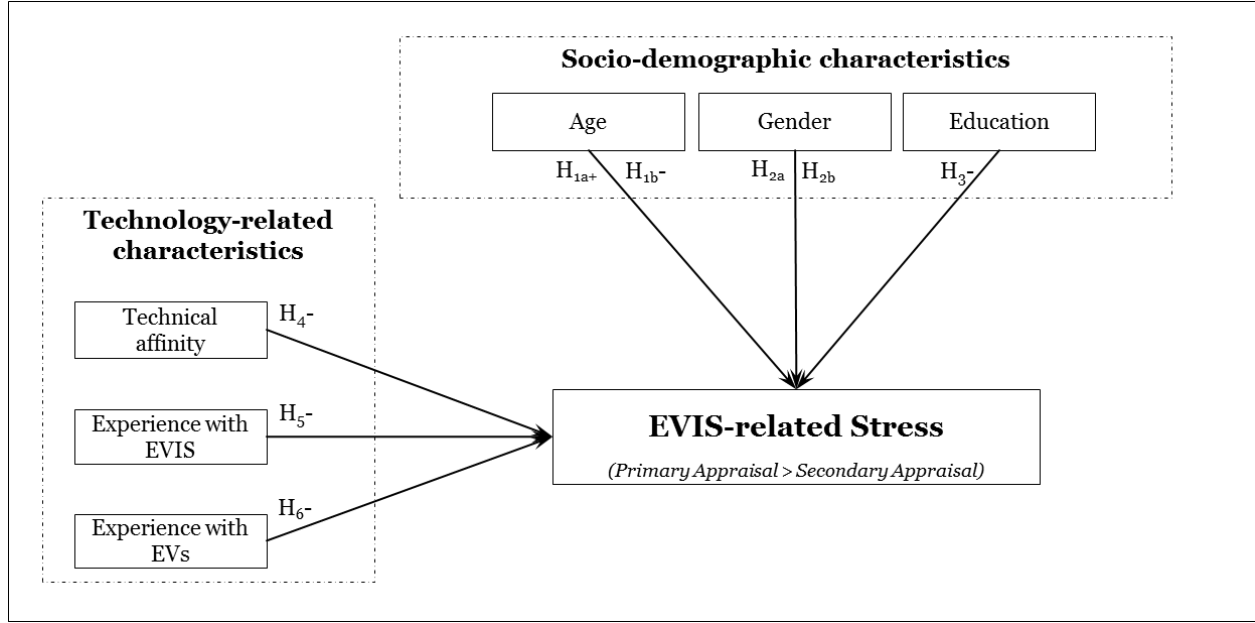 Socio-demographic characteristics
Age
Gender
Education
H1a+
H1b-
H2a
H2b
H3-
Technology-related
characteristics
Technical
affinity
H4-
Experience with
EVIS
H5-
Experience with
EVs
H6-
EVIS-related Stress
(Primary Appraisal > Secondary Appraisal)